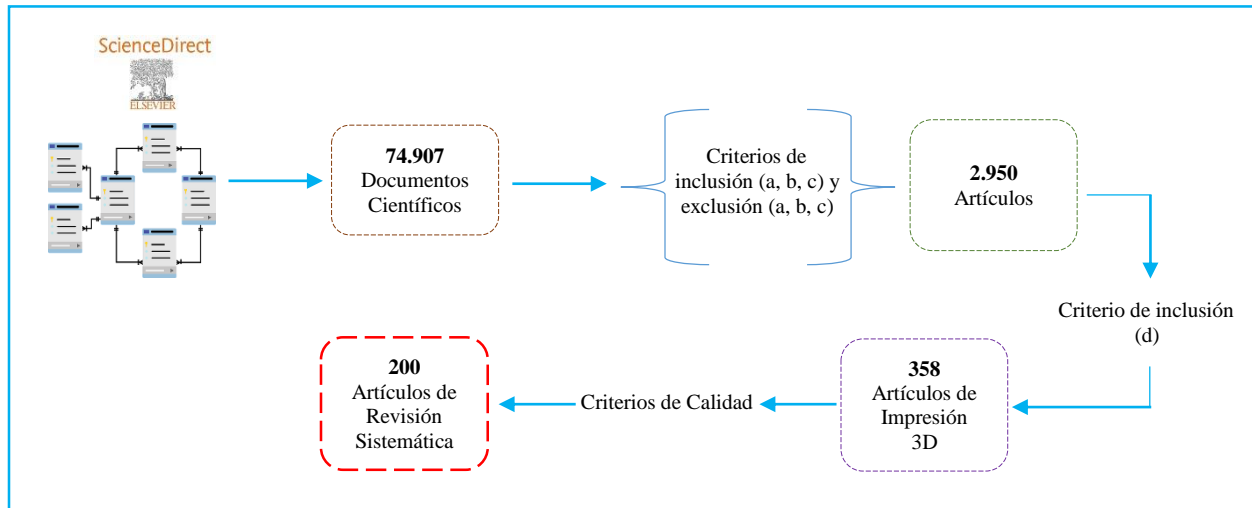 ScienceDirect
ELSEVIER
74.907
Documentos
Científicos
Criterios de
inclusión (a, b, c) y
exclusión (a, b, c)
2.950
Artículos
Criterio de inclusión
(d)
358
Artículos de
Impresión
3D
Criterios de Calidad
200
Artículos de
Revisión
Sistemática